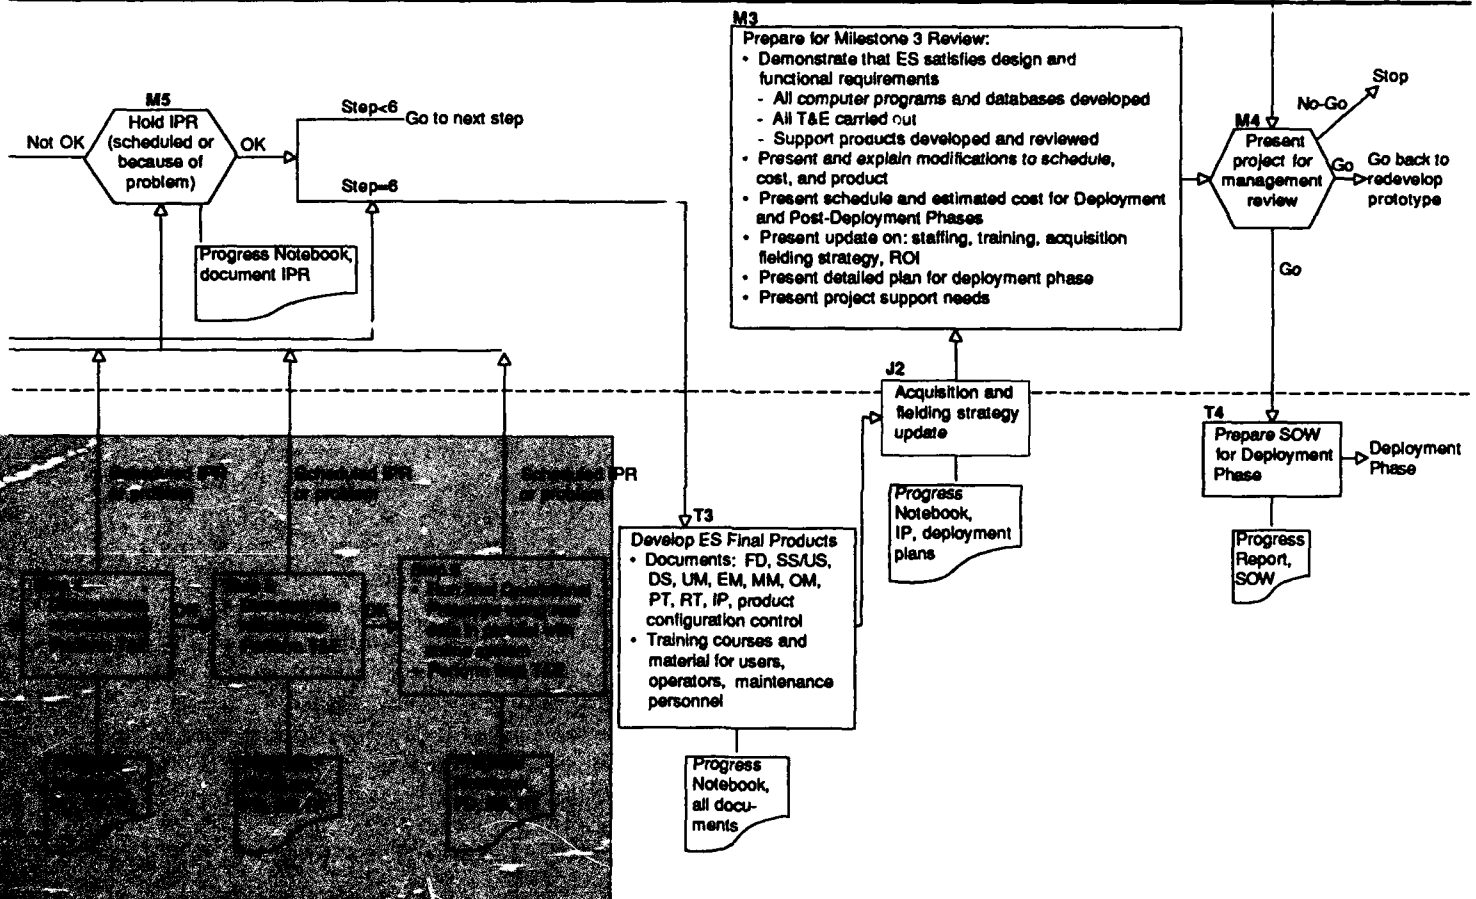 M5
Hold IPR
(scheduled or
because of
problem)
Not OK
OK
Step<6
Go to next step
Step=6
Progress Notebook,
document IPR
M3
Prepare for Milestone 3 Review:
• Demonstrate that ES satisfies design and
functional requirements
- All computer programs and databases developed
- All T&E carried out
- Support products developed and reviewed
• Present and explain modifications to schedule,
cost, and product
• Present schedule and estimated cost for Deployment
and Post-Deployment Phases
• Present update on: staffing, training, acquisition
fielding strategy, ROI
• Present detailed plan for deployment phase
• Present project support needs
M4
Present
project for
management
review
No-Go
Stop
Go
Go back to
redevelop
prototype
Go
J2
Acquisition and
fielding strategy
update
Progress
Notebook,
IP, deployment
plans
T4
Prepare SOW
for Deployment
Phase
Deployment
Phase
Progress
Report,
SOW
Scheduled IPR
or problem
Scheduled IPR
or problem
Scheduled IPR
or problem
T3
Develop ES Final Products
• Documents: FD, SS/US,
DS, UM, EM, MM, OM,
PT, RT, IP, product
configuration control
• Training courses and
material for users,
operators, maintenance
personnel
Progress
Notebook,
all docu-
ments